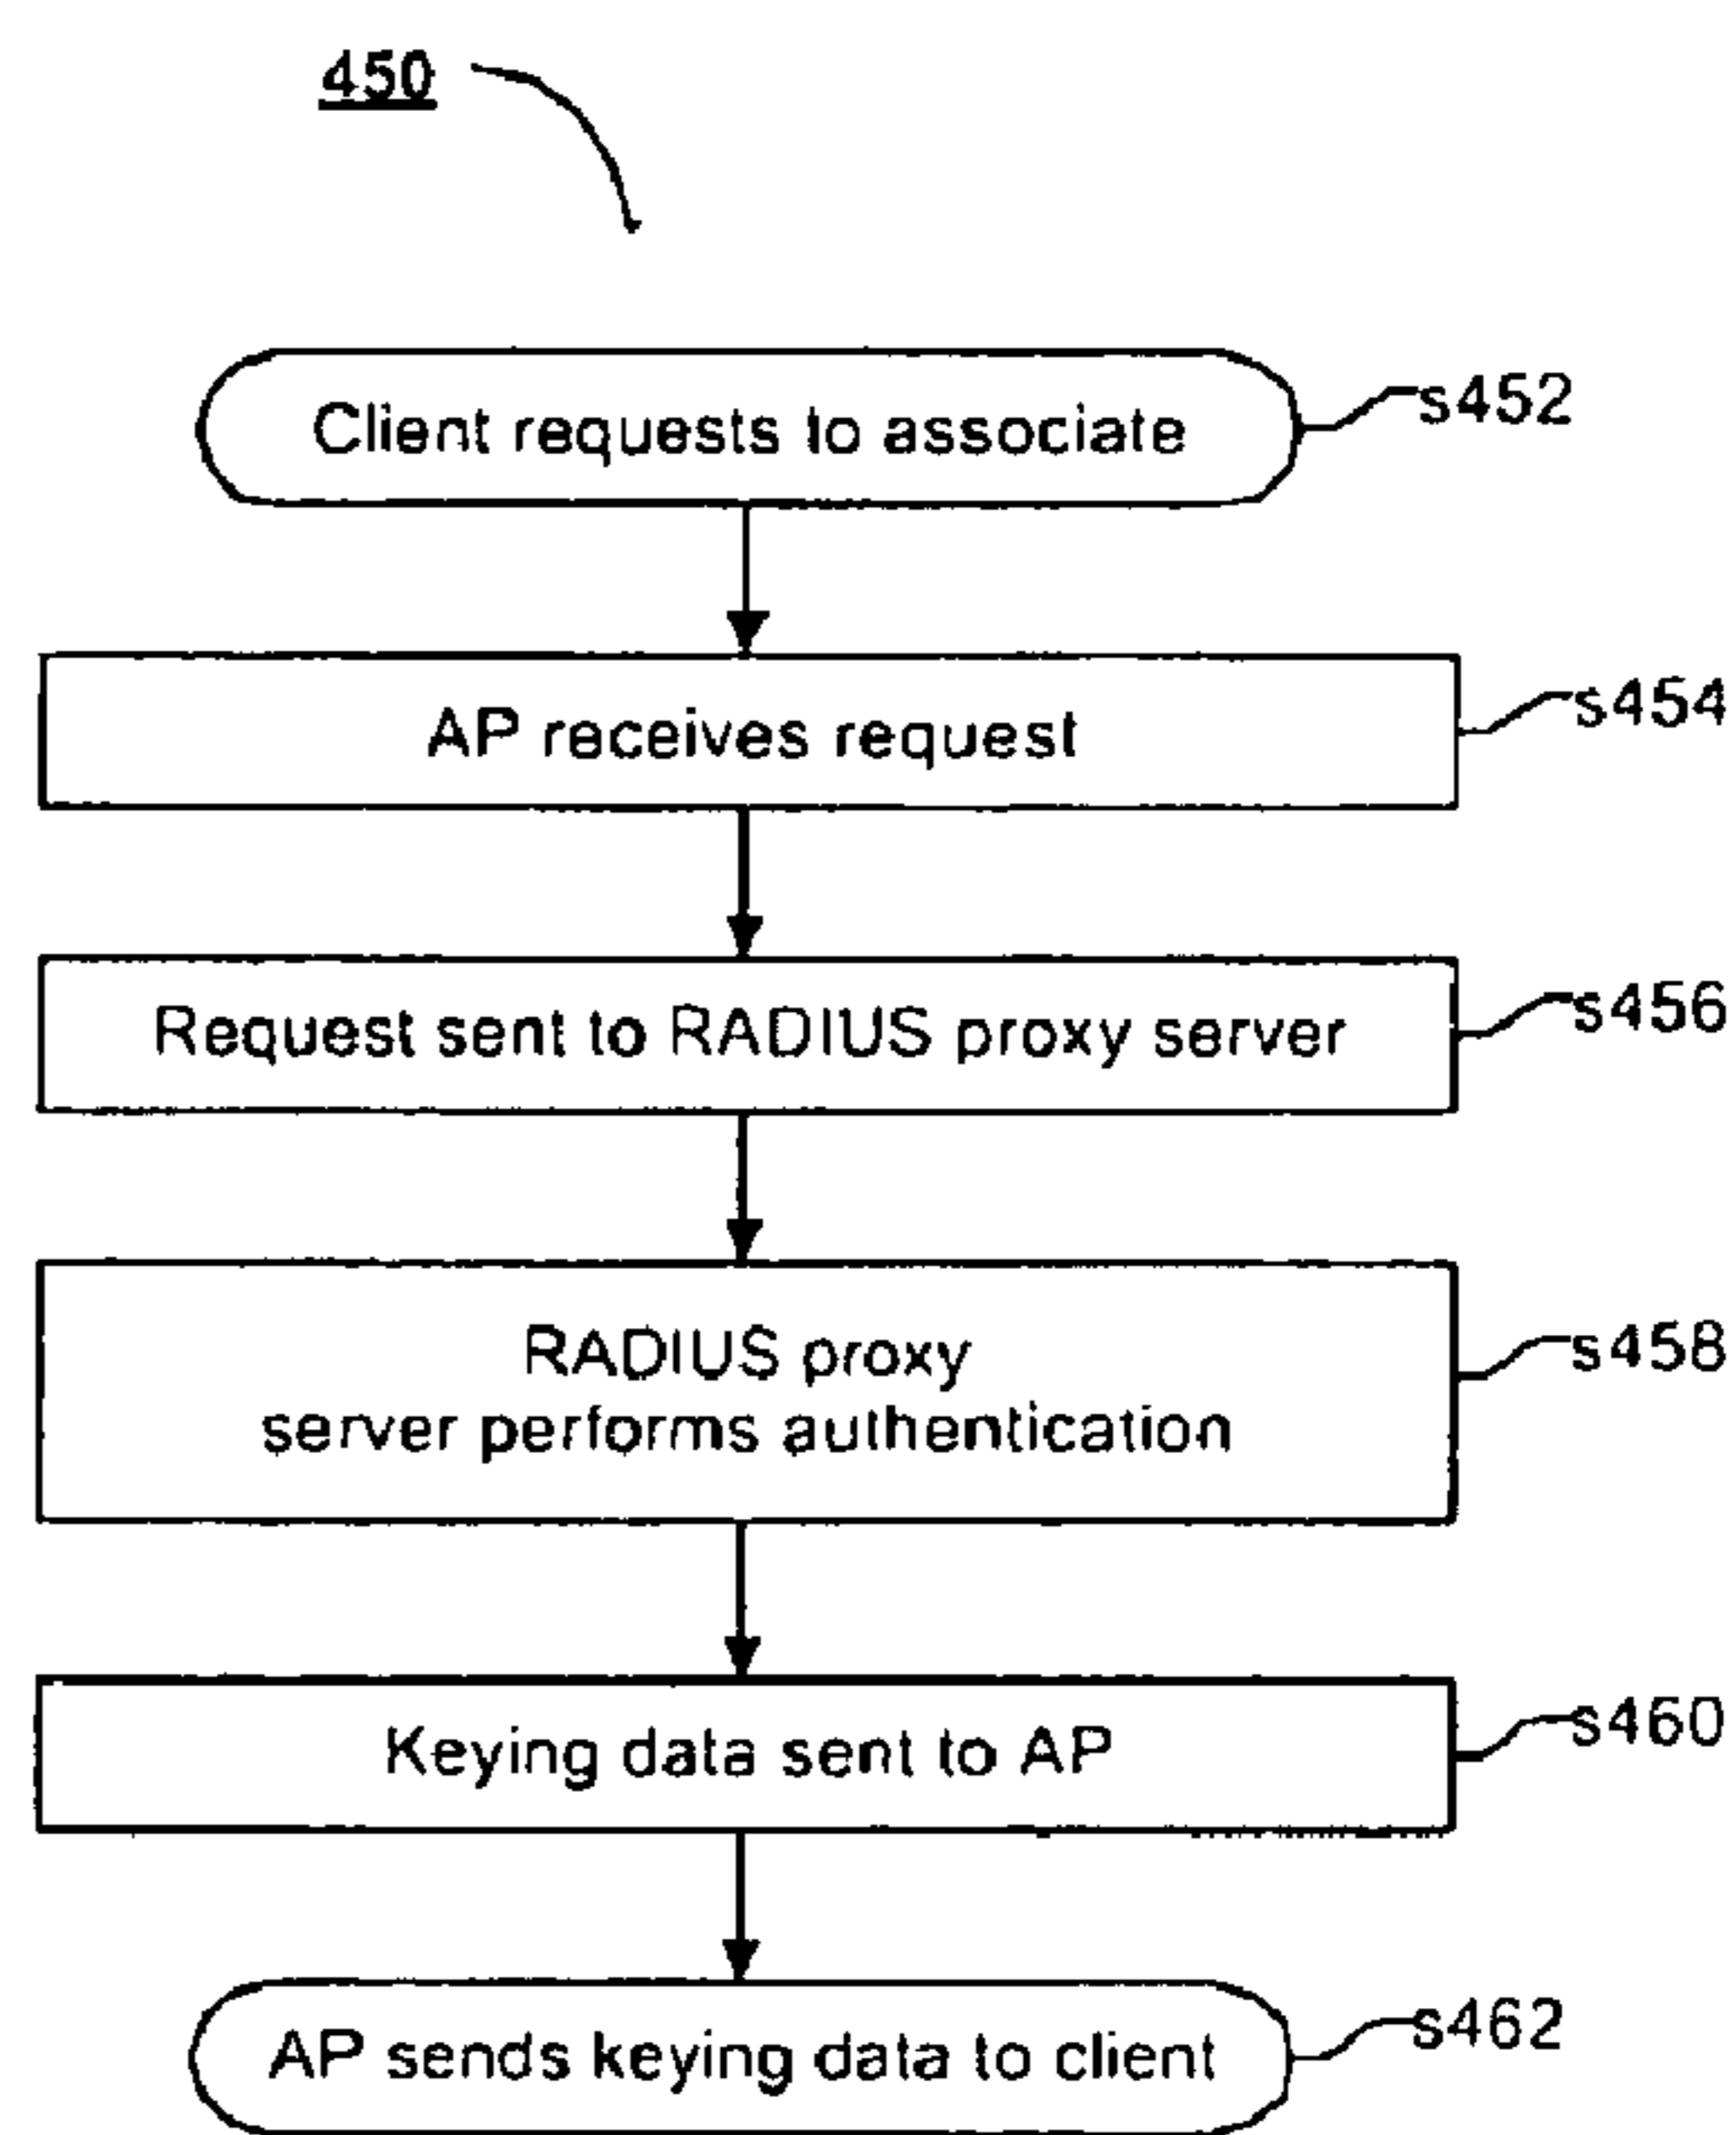 450
Client requests to associate
s452
AP receives request
s454
Request sent to RADIUS proxy server
s456
RADIUS proxy
server performs authentication
s458
Keying data sent to AP
s460
AP sends keying data to client
s462